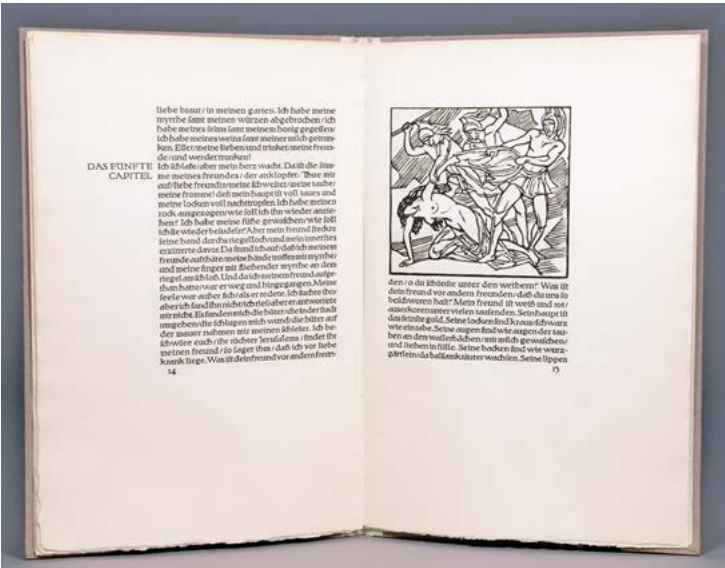 liebe braut/in meinen garten. Ich habe meine
myrrhe samt meinen würzen abgebrochen/ich
habe meines seims samt meinem honig gegessen/
ich habe meines weins samt meiner milch getrun-
ken. Esset/meine lieben/und trinket/meine freun-
de/und werdet trunken!
DAS FÜNFTE CAPITEL
Ich schlafe/aber mein herz wacht. Da ist die stim-
me meines freundes/der anklopfet: Thue mir
auf/liebe freundin/meine schwester/meine taube/
meine fromme! deñ mein haupt ist voll taues und
meine locken voll nachttropfen. Ich habe meinen
rock ausgezogen/wie soll ich ihn wieder anzie-
hen? Ich habe meine füße gewaschen/wie soll
ich sie wieder besudeln? Aber mein freund steckte
seine hand durchs riegelloch/und mein innerstes
erzitterte davor. Da stund ich auf/daß ich meinem
freunde aufthäte/meine hände troffen mit myrrhe/
und meine finger mit fließender myrrhe an dem
riegel am schloß. Und da ich meinem freund aufge-
than hatte/war er weg und hingegangen. Meine
seele war außer sich/als er redete. Ich suchte ihn/
aber ich fand ihn nicht/ich rief/aber er antwortete
mir nicht. Es fanden mich die hüter/die in der stadt
umgehen/die schlugen mich wund/die hüter auf
der mauer nahmen mir meinen schleier. Ich be-
schwöre euch/ihr töchter Jerusalems/findet ihr
meinen freund/so saget ihm/daß ich vor liebe
krank liege. Was ist dein freund vor andern freun-
14
den/o du schönste unter den weibern? Was ist
dein freund vor andern freunden/daß du uns so
beschworen hast? Mein freund ist weiß und rot/
auserkoren unter vielen tausenden. Sein haupt ist
das feinste gold. Seine locken sind kraus/schwarz
wie ein rabe. Seine augen sind wie augen der tau-
ben an den wasserbächen/mit milch gewaschen/
und stehen in fülle. Seine backen sind wie wurz-
gärtlein/da balsamkräuter wachsen. Seine lippen
15